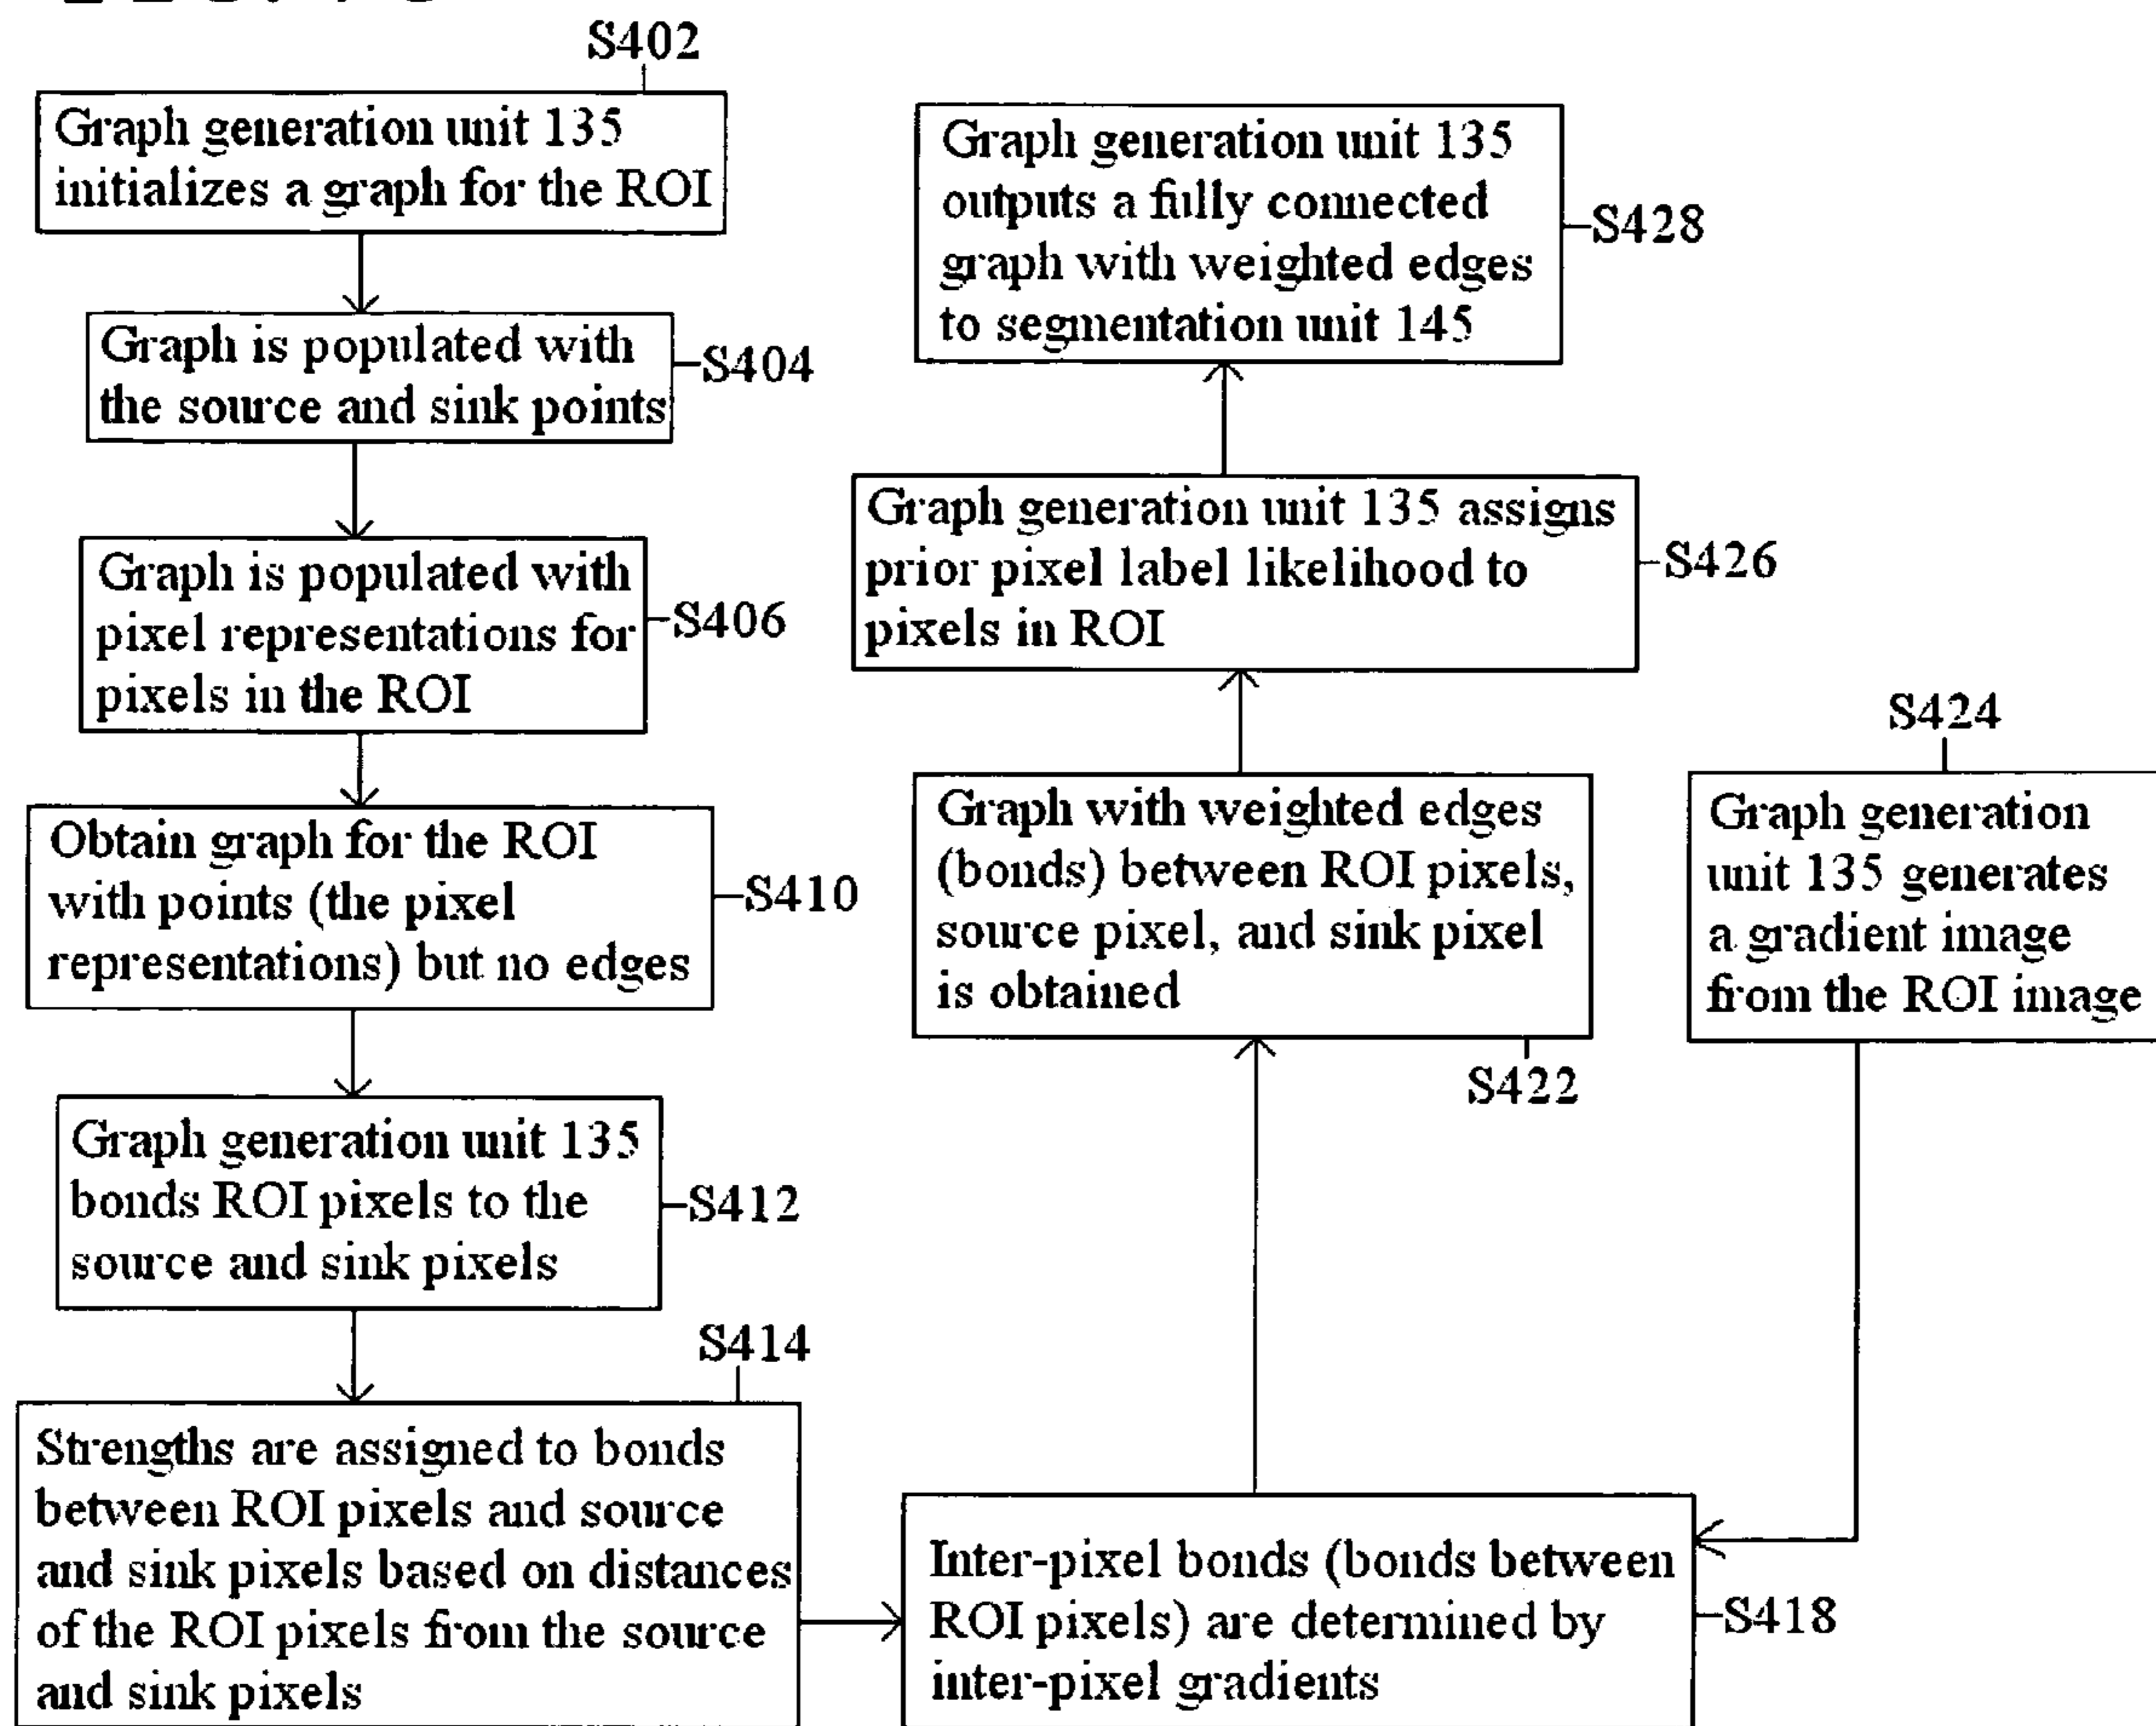 S402
Graph generation unit 135
initializes a graph for the ROI
Graph is populated with
the source and sink points
S404
Graph is populated with
pixel representations for
pixels in the ROI
S406
Obtain graph for the ROI
with points (the pixel
representations) but no edges
S410
Graph generation unit 135
bonds ROI pixels to the
source and sink pixels
S412
S414
Strengths are assigned to bonds
between ROI pixels and source
and sink pixels based on distances
of the ROI pixels from the source
and sink pixels
Inter-pixel bonds (bonds between
ROI pixels) are determined by
inter-pixel gradients
S418
S424
Graph generation
unit 135 generates
a gradient image
from the ROI image
Graph with weighted edges
(bonds) between ROI pixels,
source pixel, and sink pixel
is obtained
S422
Graph generation unit 135 assigns
prior pixel label likelihood to
pixels in ROI
S426
Graph generation unit 135
outputs a fully connected
graph with weighted edges
to segmentation unit 145
S428